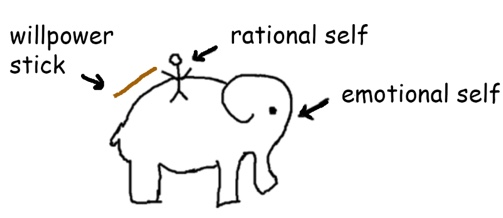 willpower
stick
rational self
emotional self